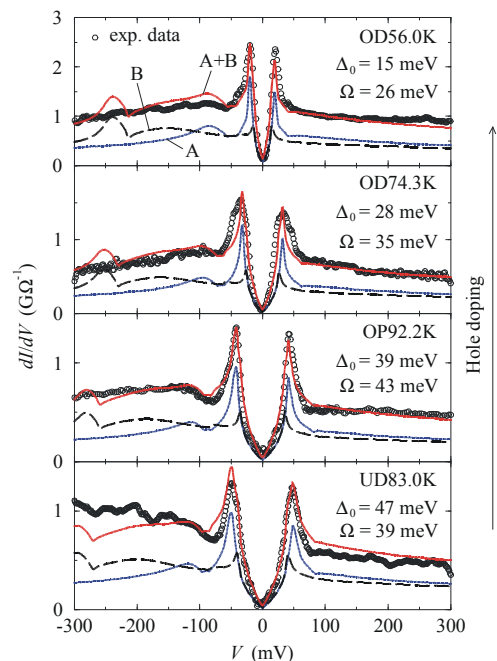 exp. data
A+B
B
A
OD56.0K
Δ₀ = 15 meV
Ω = 26 meV
3
2
1
0
OD74.3K
Δ₀ = 28 meV
Ω = 35 meV
1
0
OP92.2K
Δ₀ = 39 meV
Ω = 43 meV
1
0
UD83.0K
Δ₀ = 47 meV
Ω = 39 meV
1
0
dI/dV (GΩ⁻¹)
Hole doping
-300 -200 -100 0 100 200 300
V (mV)